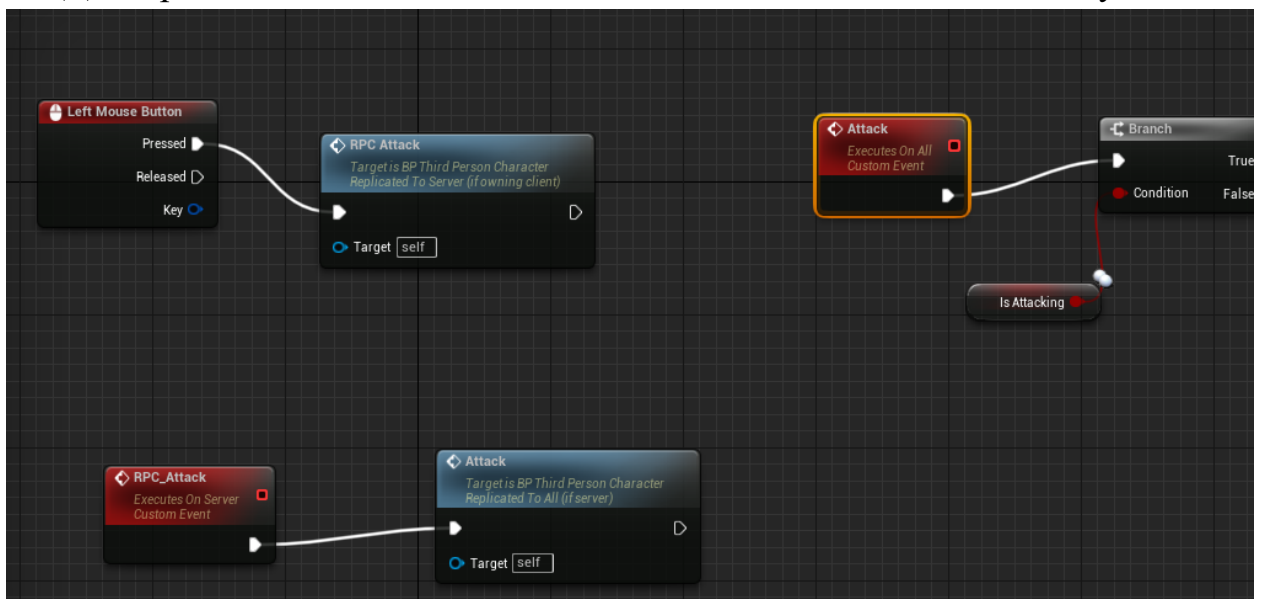 Left Mouse Button
Pressed
Released
Key
RPC Attack
Target is BP Third Person Character
Replicated To Server (if owning client)
Target self
Attack
Executes On All
Custom Event
Branch
True
Condition
False
Is Attacking
RPC_Attack
Executes On Server
Custom Event
Attack
Target is BP Third Person Character
Replicated To All (if server)
Target self